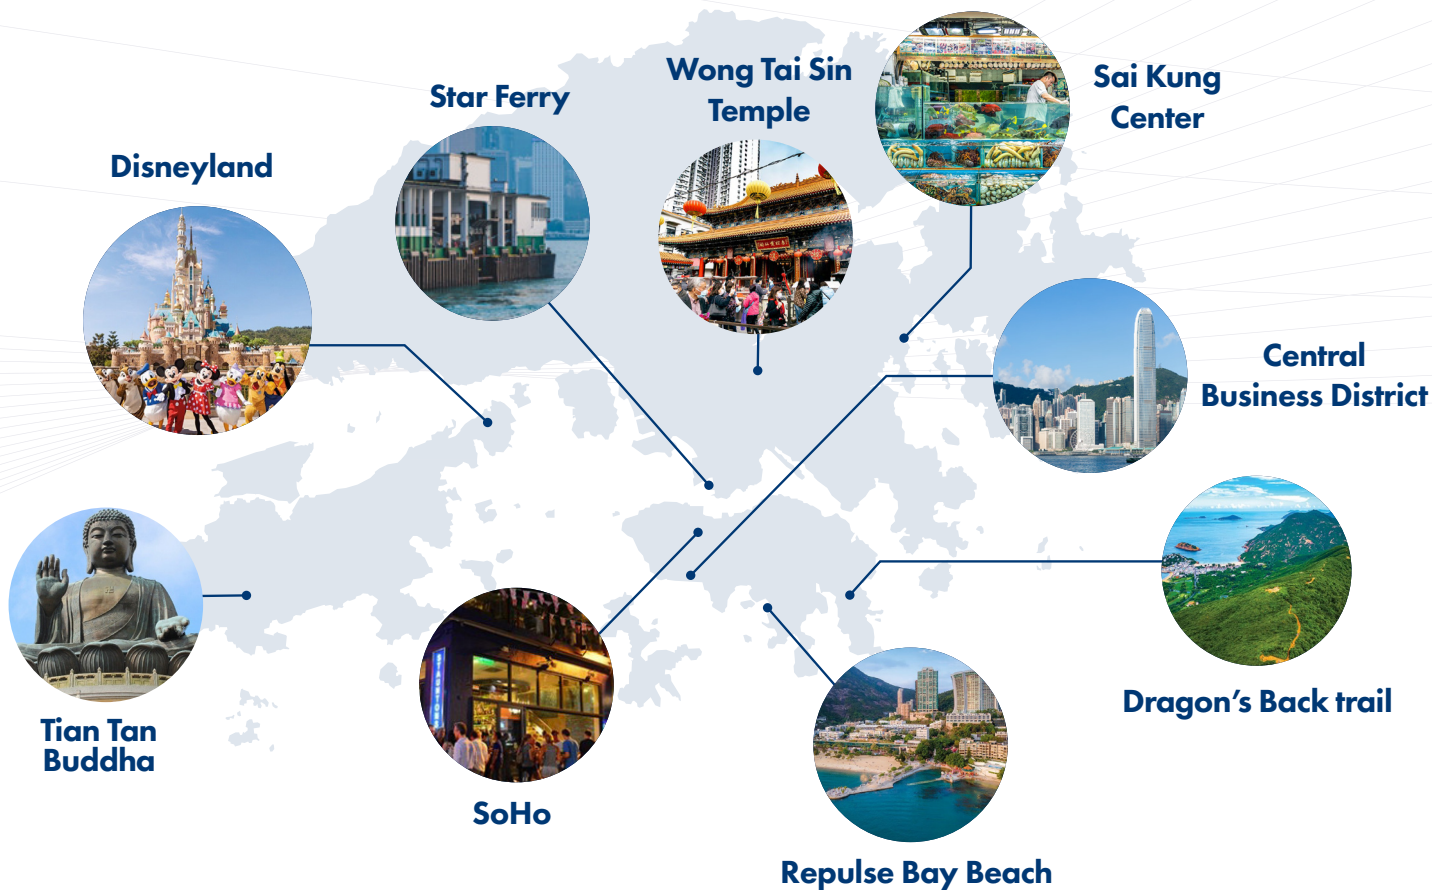 Star Ferry
Wong Tai Sin
Temple
Sai Kung
Center
Disneyland
Central
Business District
Tian Tan
Buddha
STAUNTONS
SoHo
Dragon's Back trail
Repulse Bay Beach